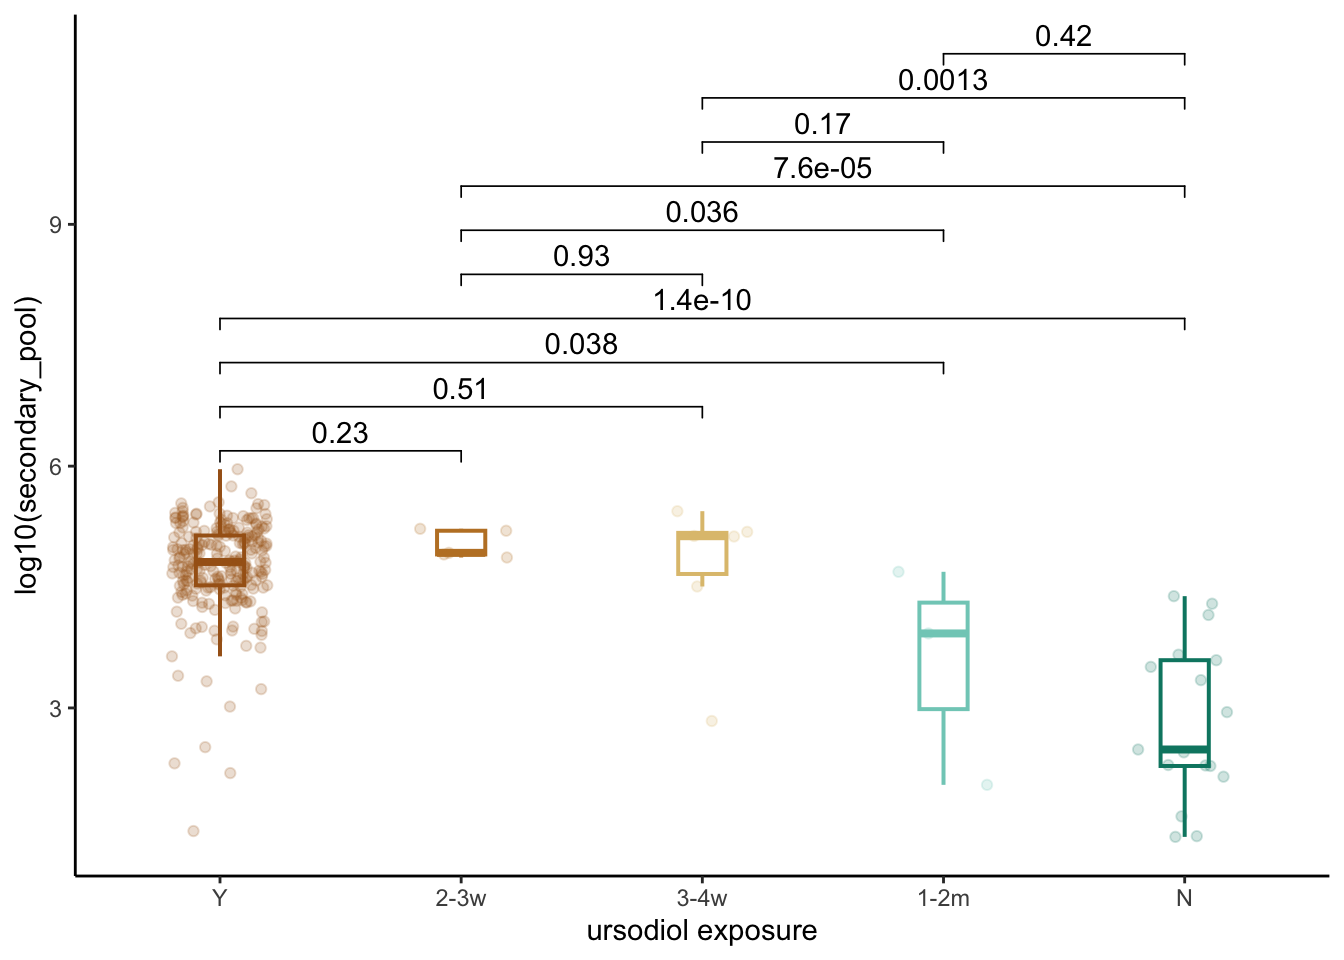 0.42
0.0013
0.17
7.6e-05
0.036
0.93
1.4e-10
0.038
0.51
0.23
9
6
3
log10(secondary_pool)
Y 2-3w 3-4w 1-2m N
ursodiol exposure